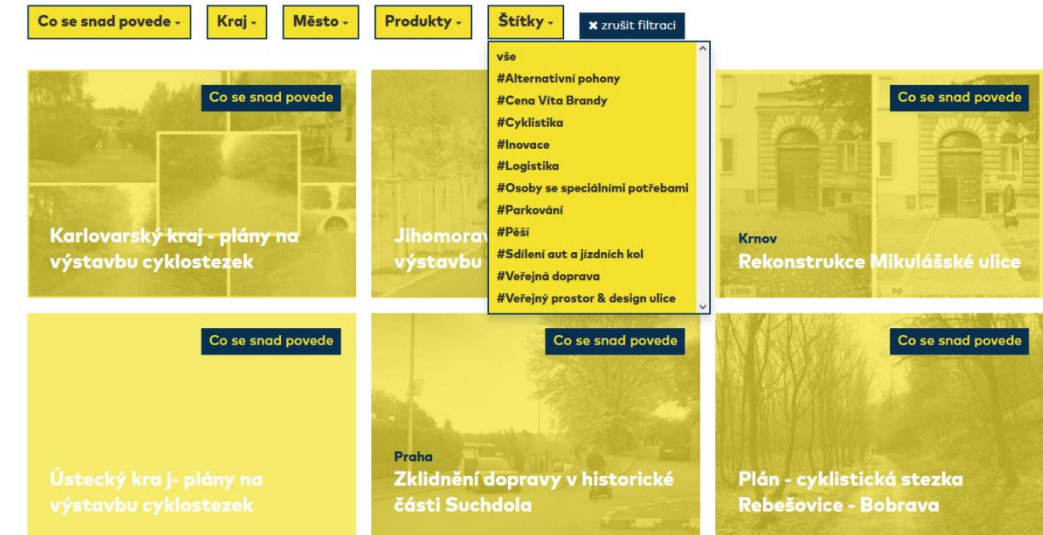 Co se snad povede -
Kraj -
Město -
Produkty -
Štítky -
× zrušit filtraci
vše
#Alternativní pohony
#Cena Víta Brandy
#Cyklistika
#Inovace
#Logistika
#Osoby se speciálními potřebami
#Parkování
#Pěší
#Sdílení aut a jízdních kol
#Veřejná doprava
#Veřejný prostor & design ulice
Co se snad povede
Karlovarský kraj - plány na
výstavbu cyklostezek
Jihomorav
výstavbu
Co se snad povede
PŘED
Krnov
Rekonstrukce Mikulášské ulice
PŘED
PO
Co se snad povede
Ústecký kra j- plány na
výstavbu cyklostezek
Co se snad povede
Praha
Zklidnění dopravy v historické
části Suchdola
Co se snad povede
Plán - cyklistická stezka
Rebešovice - Bobrava